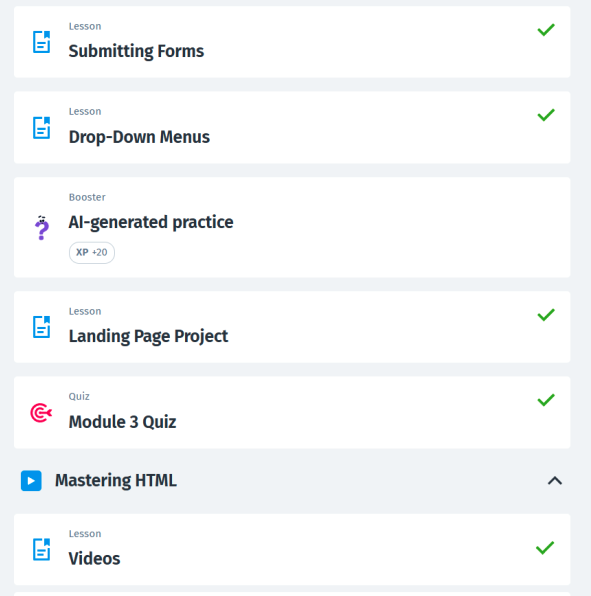 Lesson
Submitting Forms
Lesson
Drop-Down Menus
Booster
AI-generated practice
XP +20
Lesson
Landing Page Project
Quiz
Module 3 Quiz
Mastering HTML
Lesson
Videos